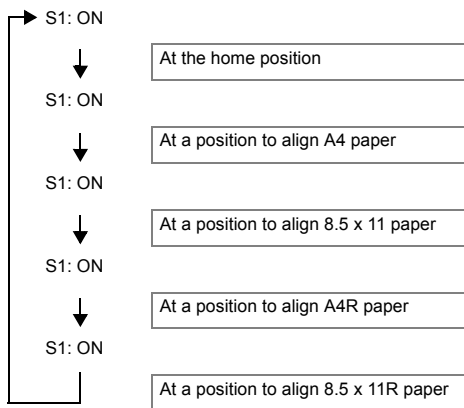 S1: ON
At the home position
S1: ON
At a position to align A4 paper
S1: ON
At a position to align 8.5 x 11 paper
S1: ON
At a position to align A4R paper
S1: ON
At a position to align 8.5 x 11R paper